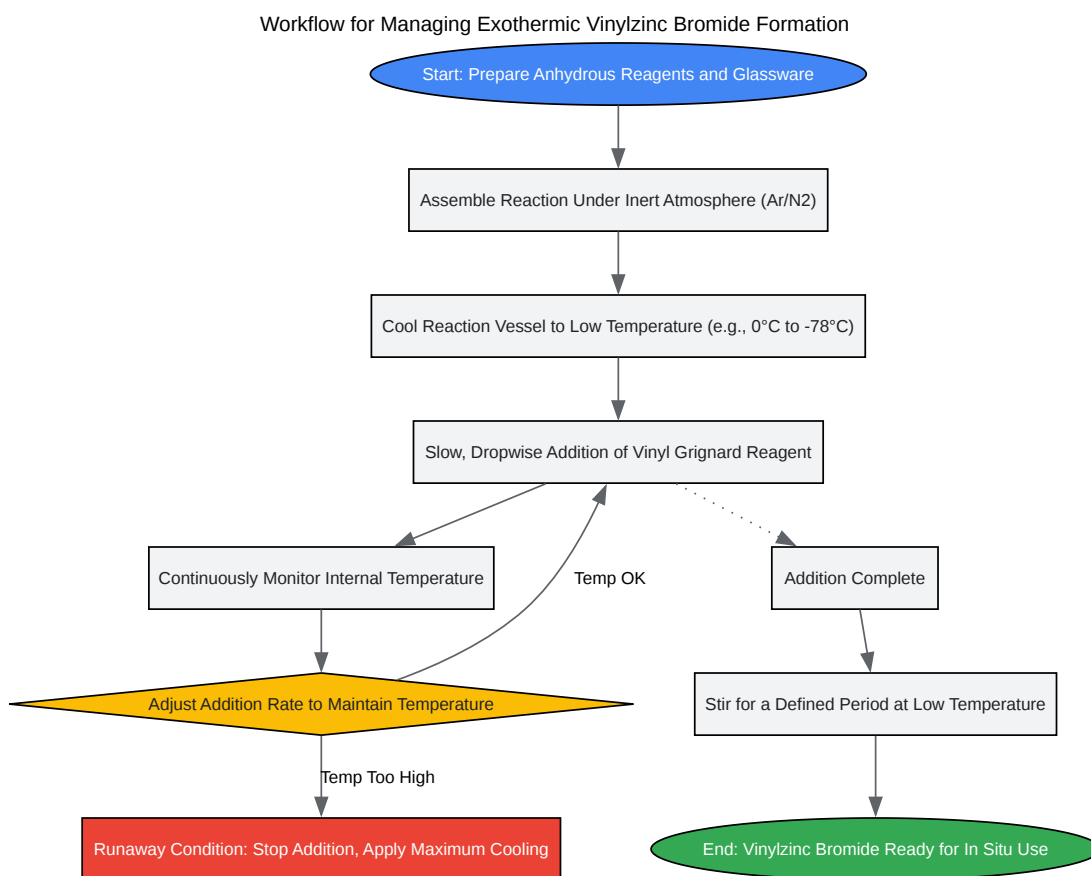 Workflow for Managing Exothermic Vinylzinc Bromide Formation
Start: Prepare Anhydrous Reagents and Glassware
Assemble Reaction Under Inert Atmosphere (Ar/N2)
Cool Reaction Vessel to Low Temperature (e.g., 0°C to -78°C)
Slow, Dropwise Addition of Vinyl Grignard Reagent
Continuously Monitor Internal Temperature
Temp OK
Addition Complete
Adjust Addition Rate to Maintain Temperature
Stir for a Defined Period at Low Temperature
Temp Too High
Runaway Condition: Stop Addition, Apply Maximum Cooling
End: Vinylzinc Bromide Ready for In Situ Use